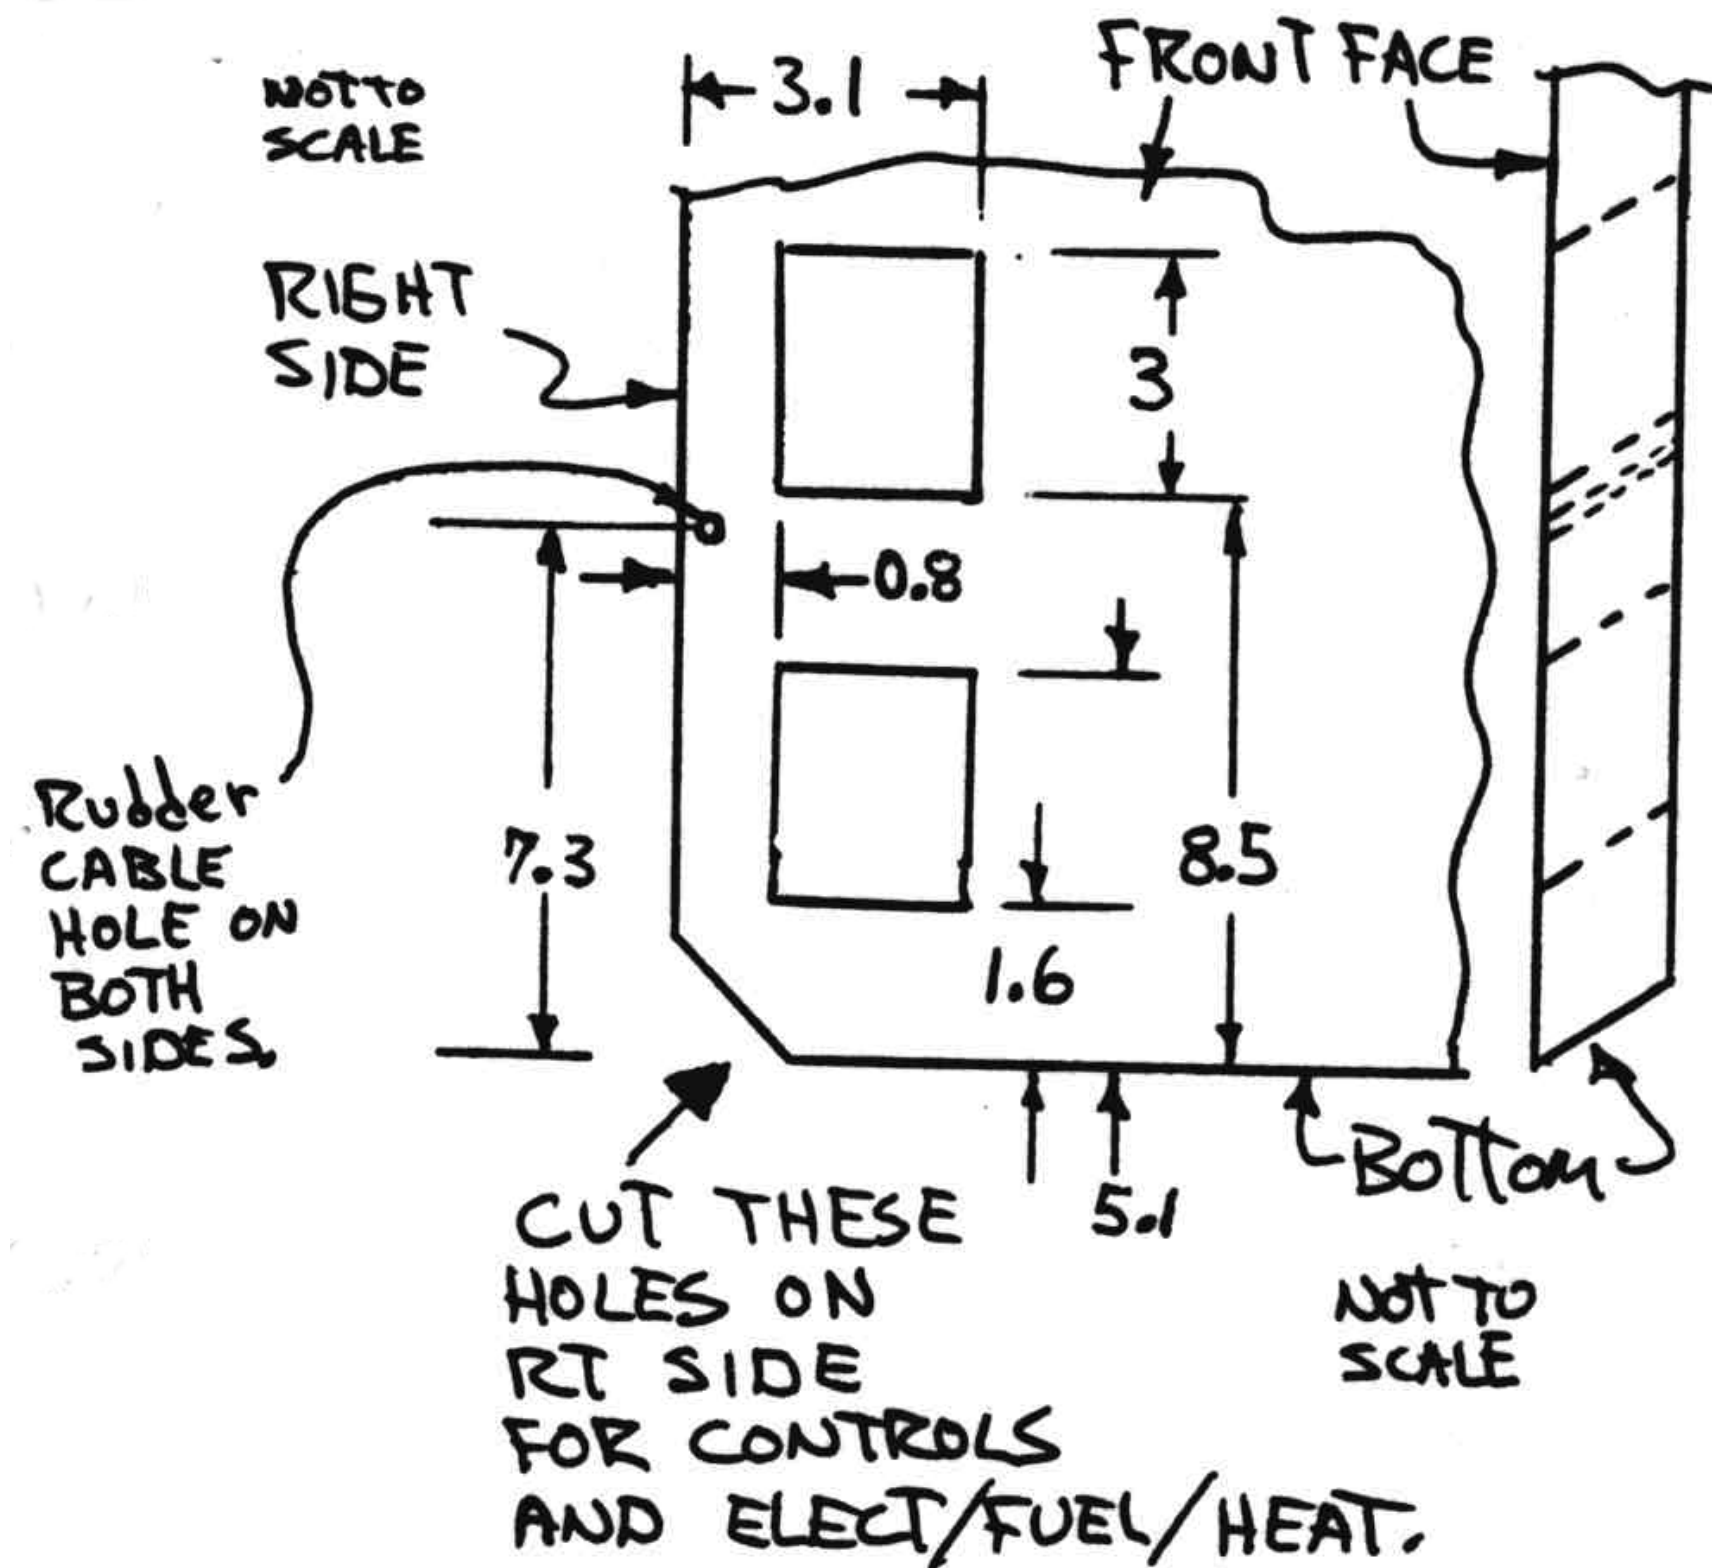 NOT TO
SCALE
3.1
FRONT FACE
RIGHT
SIDE
3
0.8
Rudder
CABLE
HOLE ON
BOTH
SIDES.
7.3
8.5
1.6
5.1
BOTTOM
CUT THESE
HOLES ON
RT SIDE
FOR CONTROLS
AND ELECT/FUEL/HEAT.
NOT TO
SCALE